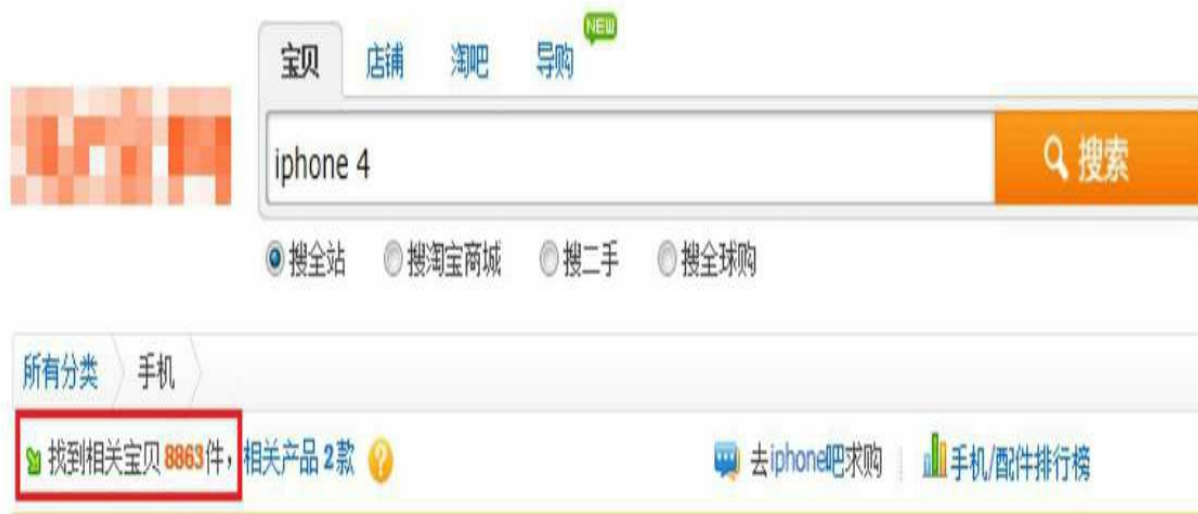 宝贝 店铺 淘吧 导购 NEW
iphone 4 搜索
搜全站 搜淘宝商城 搜二手 搜全球购
所有分类 手机
找到相关宝贝 8863件， 相关产品 2款 ? 去iphone吧求购 手机/配件排行榜